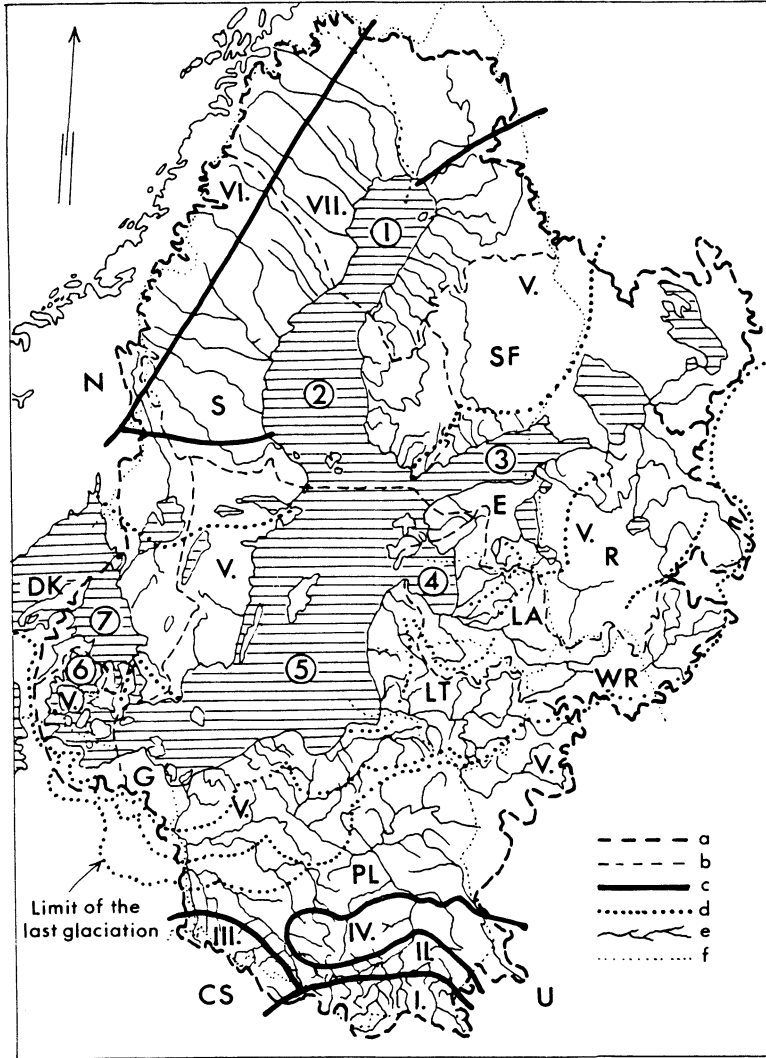 VI.
VII.
1
V.
SF
N
2
S
3
E
V.
R
V.
DK
4
LA
7
6
5
LT
WR
V.
V.
G
V.
a
b
PL
c
Limit of the
last glaciation
d
III.
IV.
e
II.
f
CS
I.
U